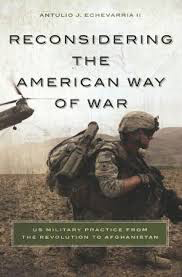 ANTULIO J. ECHEVARRIA II
RECONSIDERING
THE
AMERICAN WAY
OF WAR
US MILITARY PRACTICE FROM
THE REVOLUTION TO AFGHANISTAN